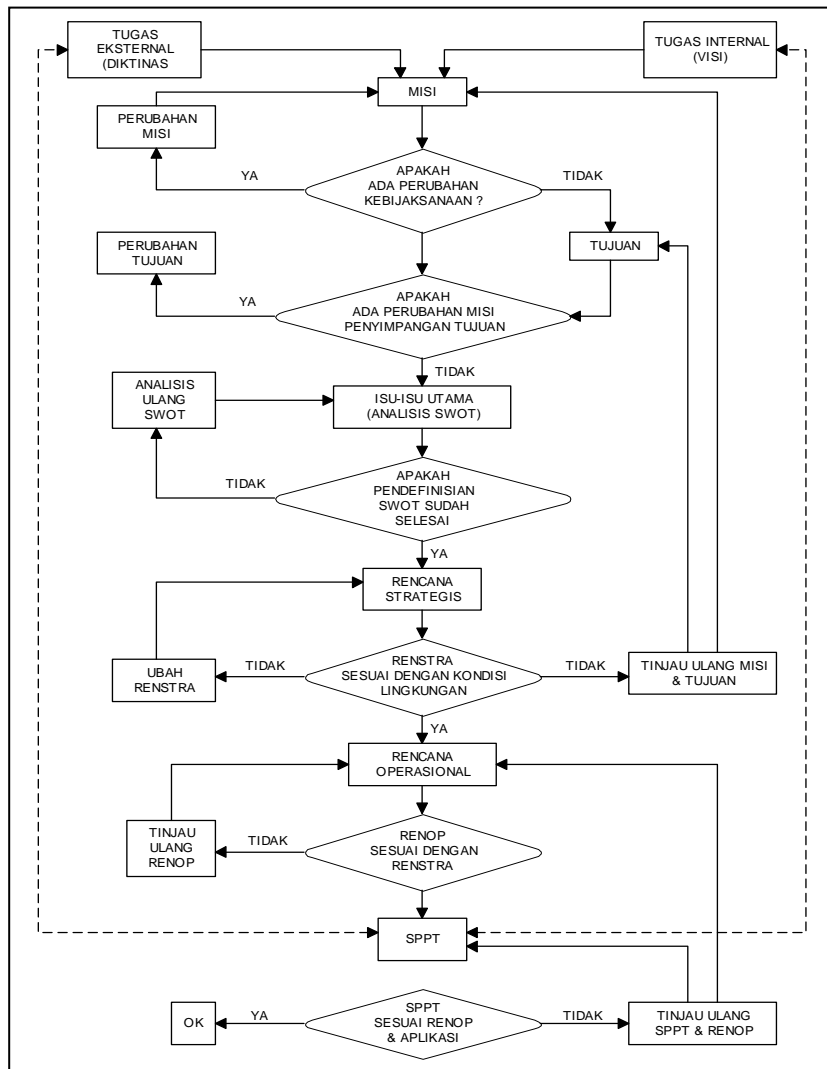 TUGAS
EKSTERNAL
(DIKTINAS
TUGAS INTERNAL
(VISI)
MISI
PERUBAHAN
MISI
APAKAH
ADA PERUBAHAN
KEBIJAKSANAAN ?
YA
TIDAK
PERUBAHAN
TUJUAN
TUJUAN
APAKAH
ADA PERUBAHAN MISI
PENYIMPANGAN TUJUAN
YA
TIDAK
ANALISIS
ULANG
SWOT
ISU-ISU UTAMA
(ANALISIS SWOT)
APAKAH
PENDEFINISIAN
SWOT SUDAH
SELESAI
TIDAK
YA
RENCANA
STRATEGIS
UBAH
RENSTRA
TIDAK
RENSTRA
SESUAI DENGAN KONDISI
LINGKUNGAN
TIDAK
TINJAU ULANG MISI
& TUJUAN
YA
RENCANA
OPERASIONAL
TINJAU
ULANG
RENOP
TIDAK
RENOP
SESUAI DENGAN
RENSTRA
SPPT
OK
YA
SPPT
SESUAI RENOP
& APLIKASI
TIDAK
TINJAU ULANG
SPPT & RENOP